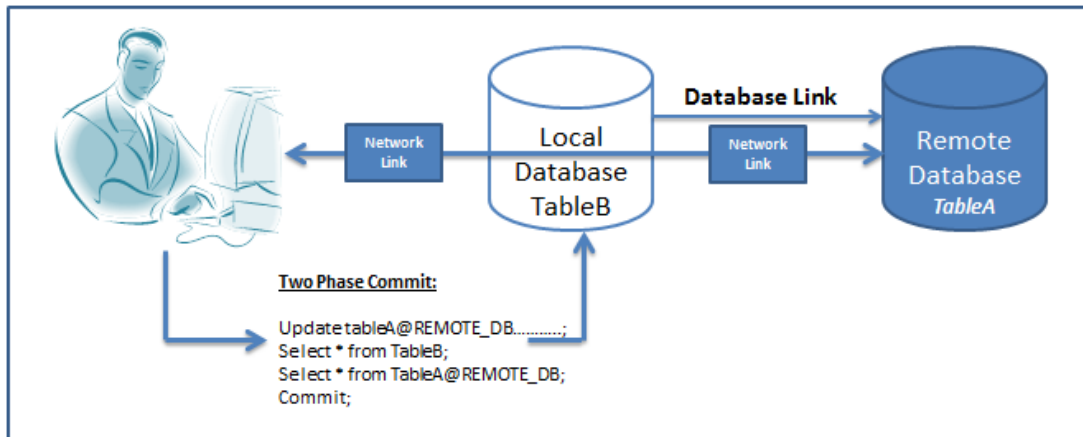 Database Link
Network
Link
Local
Database
TableB
Network
Link
Remote
Database
TableA
Two Phase Commit:
Update tableA@REMOTE_DB...........;
Select * from TableB;
Select * from TableA@REMOTE_DB;
Commit;